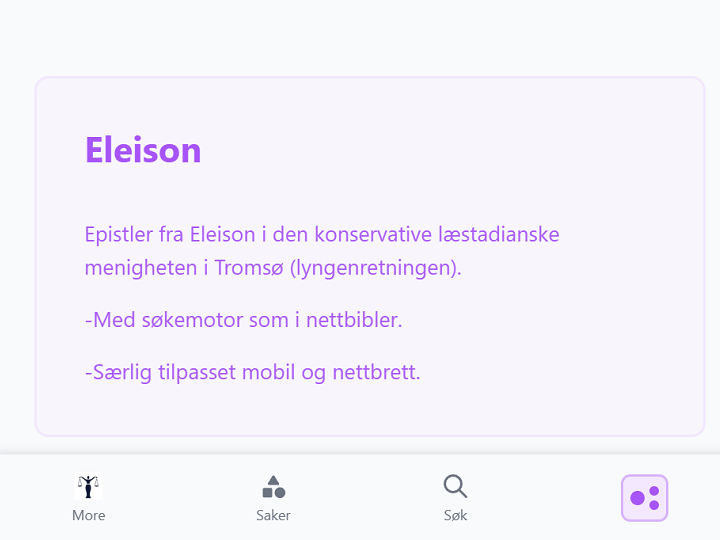 Eleison
Epistler fra Eleison i den konservative læstadianske
menigheten i Tromsø (lyngenretningen).
-Med søkemotor som i nettbibler.
-Særlig tilpasset mobil og nettbrett.
More
Saker
Søk